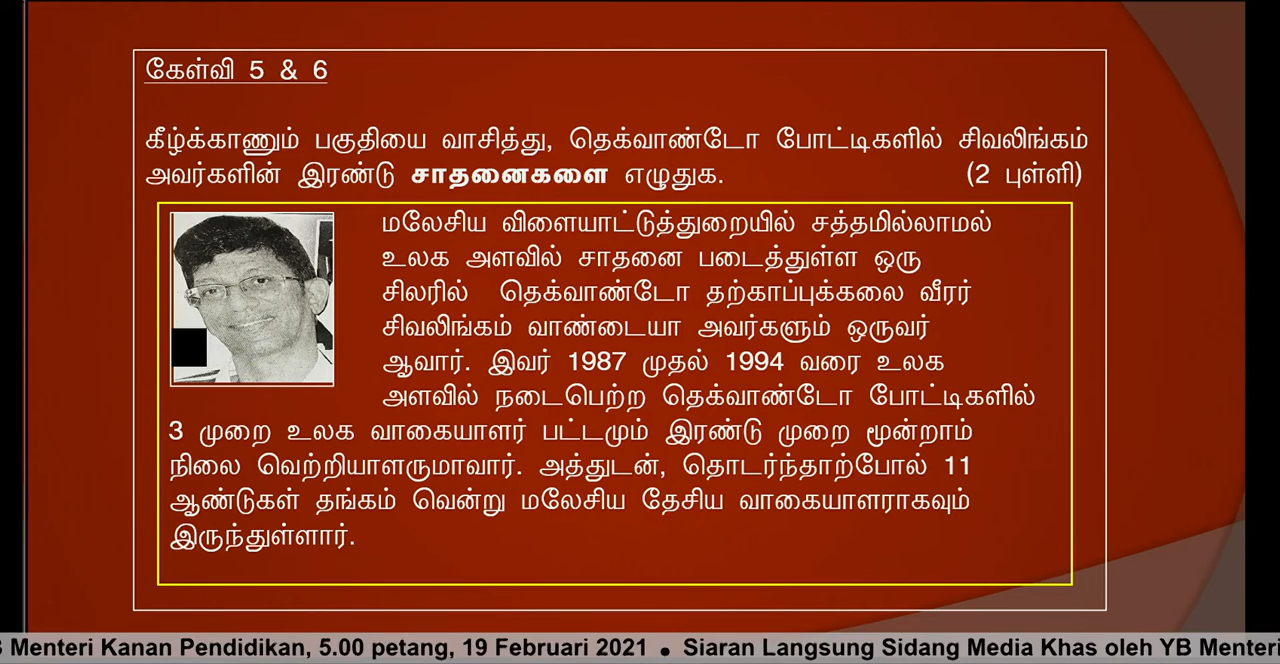 கேள்வி 5 & 6
கீழ்க்காணும் பகுதியை வாசித்து, தெக்வாண்டோ போட்டிகளில் சிவலிங்கம்
அவர்களின் இரண்டு சாதனைகளை எழுதுக. (2 புள்ளி)
மலேசிய விளையாட்டுத்துறையில் சத்தமில்லாமல்
உலக அளவில் சாதனை படைத்துள்ள ஒரு
சிலரில் தெக்வாண்டோ தற்காப்புக்கலை வீரர்
சிவலிங்கம் வாண்டையா அவர்களும் ஒருவர்
ஆவார். இவர் 1987 முதல் 1994 வரை உலக
அளவில் நடைபெற்ற தெக்வாண்டோ போட்டிகளில்
3 முறை உலக வாகையாளர் பட்டமும் இரண்டு முறை மூன்றாம்
நிலை வெற்றியாளருமாவார். அத்துடன், தொடர்ந்தாற்போல் 11
ஆண்டுகள் தங்கம் வென்று மலேசிய தேசிய வாகையாளராகவும்
இருந்துள்ளார்.
Menteri Kanan Pendidikan, 5.00 petang, 19 Februari 2021 ● Siaran Langsung Sidang Media Khas oleh YB Menteri